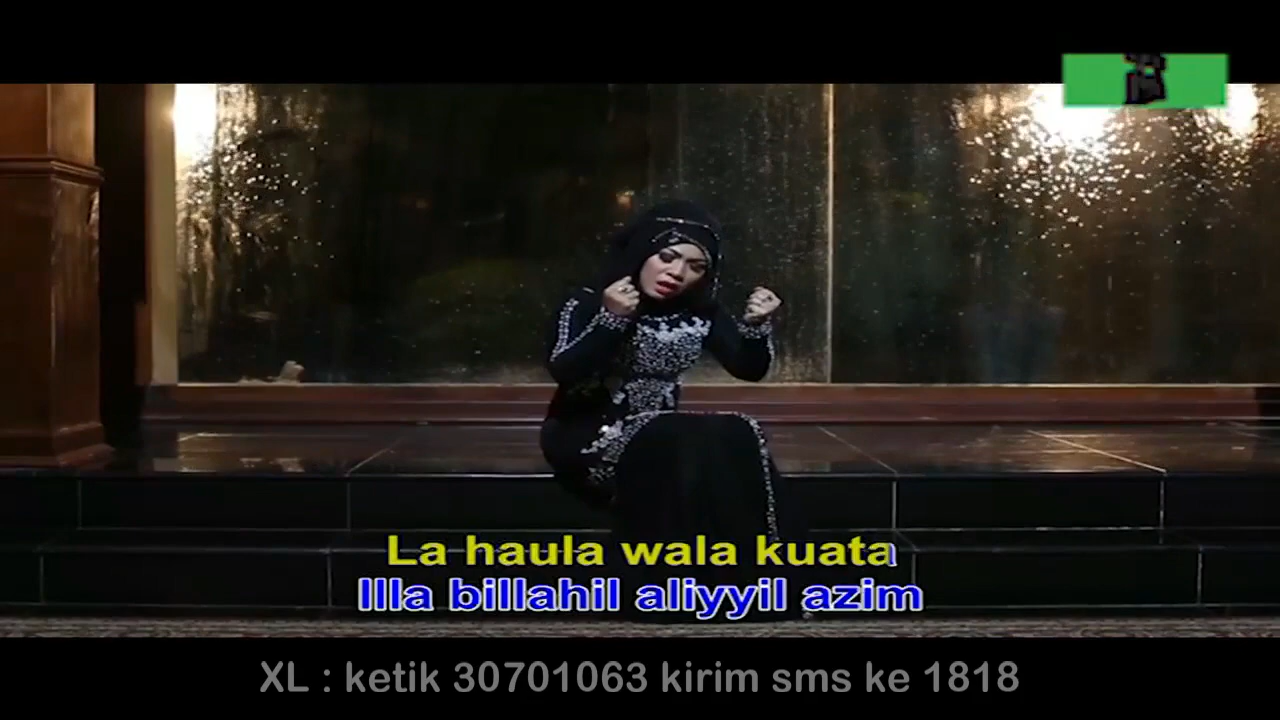 La haula wala kuata
Illa billahil aliyyil azim
XL : ketik 30701063 kirim sms ke 1818